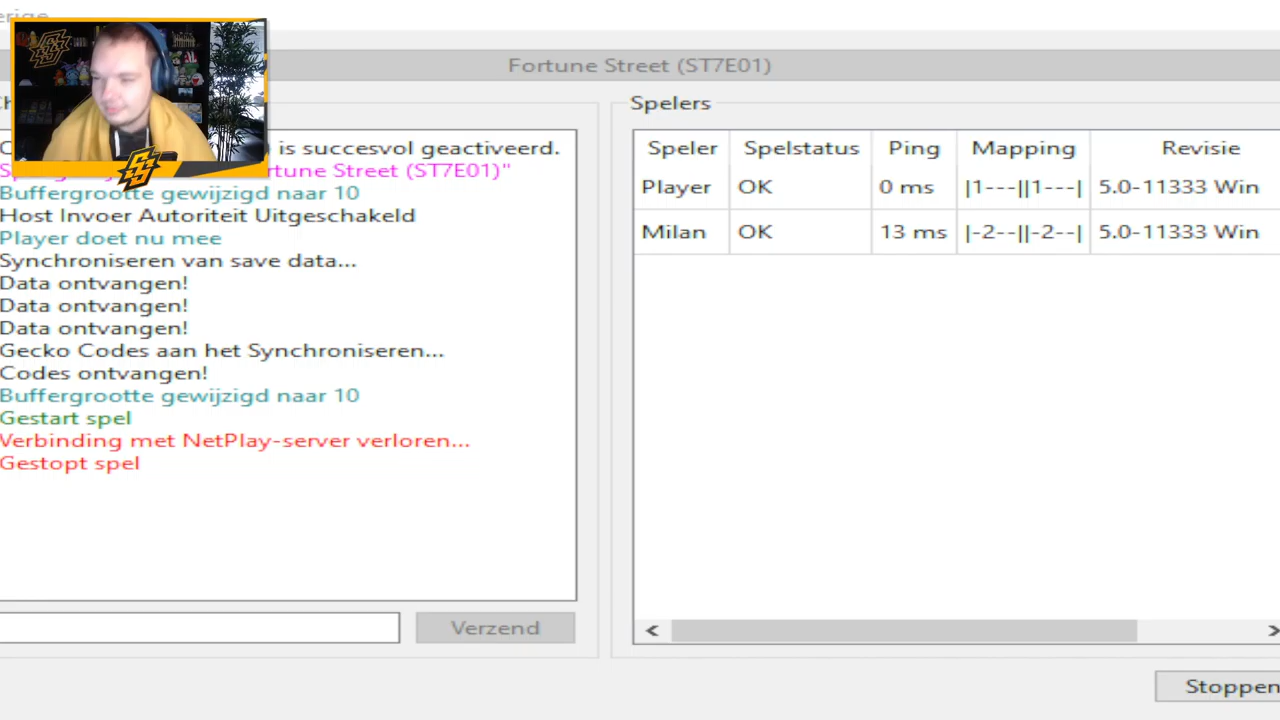 erige
Fortune Street (ST7E01)
Spelers
is succesvol geactiveerd.
Speler Spelstatus Ping Mapping Revisie
Player OK 0 ms |1---||1---| 5.0-11333 Win
Milan OK 13 ms |-2--||-2--| 5.0-11333 Win
ortune Street (ST7E01)"
Buffergrootte gewijzigd naar 10
Host Invoer Autoriteit Uitgeschakeld
Player doet nu mee
Synchroniseren van save data...
Data ontvangen!
Data ontvangen!
Data ontvangen!
Gecko Codes aan het Synchroniseren...
Codes ontvangen!
Buffergrootte gewijzigd naar 10
Gestart spel
Verbinding met NetPlay-server verloren...
Gestopt spel
Verzend
Stoppen